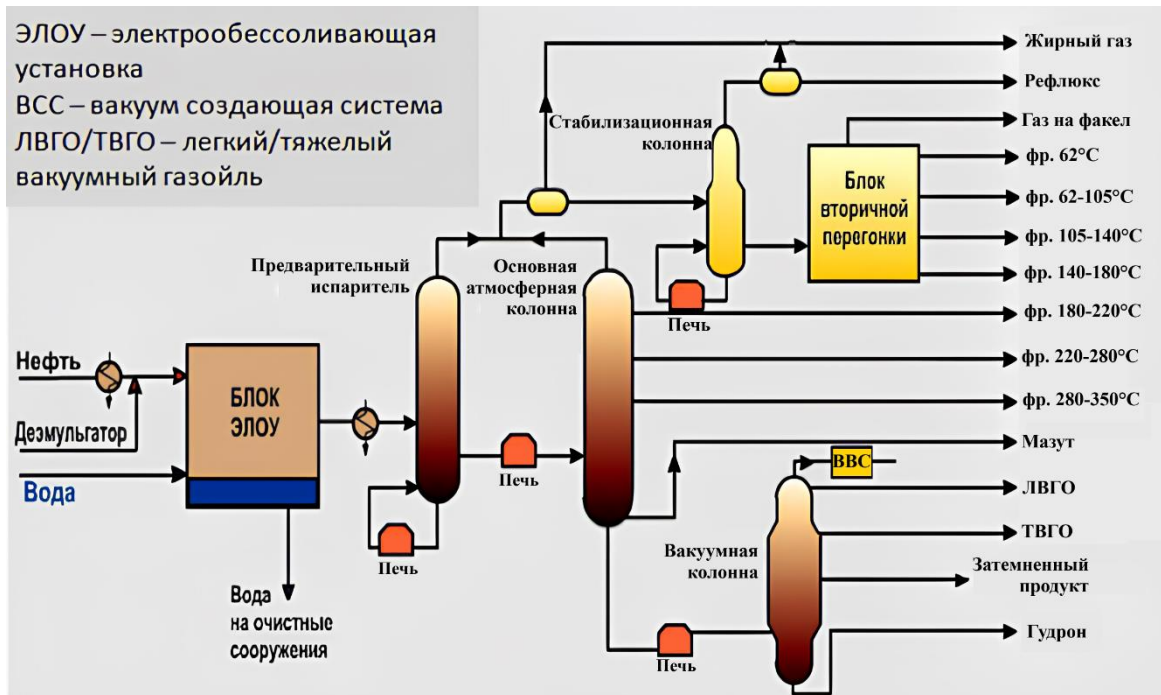 ЭЛОУ – электрообессоливающая
установка
ВСС – вакуум создающая система
ЛВГО/ТВГО – легкий/тяжелый
вакуумный газойль
Жирный газ
Рефлюкс
Газ на факел
Стабилизационная
колонна
фр. 62°C
Блок
вторичной
перегонки
фр. 62-105°C
фр. 105-140°C
фр. 140-180°C
Предварительный
испаритель
Основная
атмосферная
колонна
Печь
фр. 180-220°C
Нефть
фр. 220-280°C
БЛОК
ЭЛОУ
фр. 280-350°C
Деэмульгатор
Мазут
Вода
Печь
ВВС
ЛВГО
ТВГО
Печь
Вакуумная
колонна
Затемненный
продукт
Вода
на очистные
сооружения
Печь
Гудрон